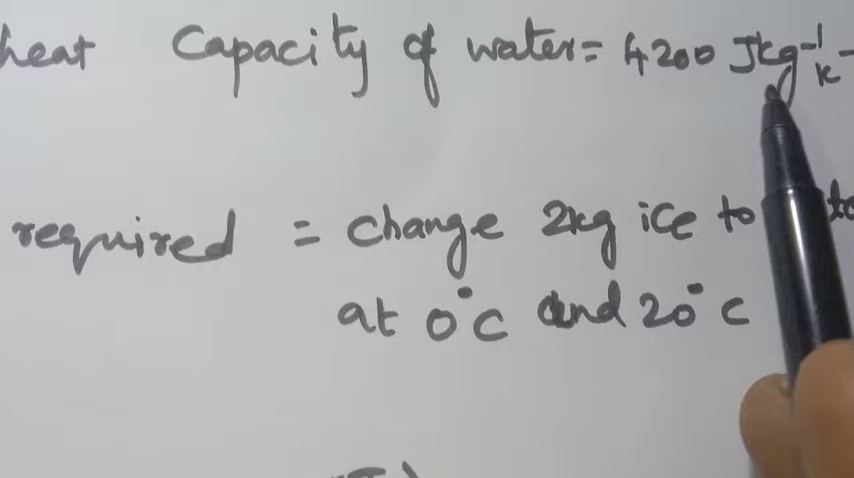 heat Capacity of water= 4200 Jkg⁻¹ K⁻
required = change 2kg ice to
at 0°C and 20°C